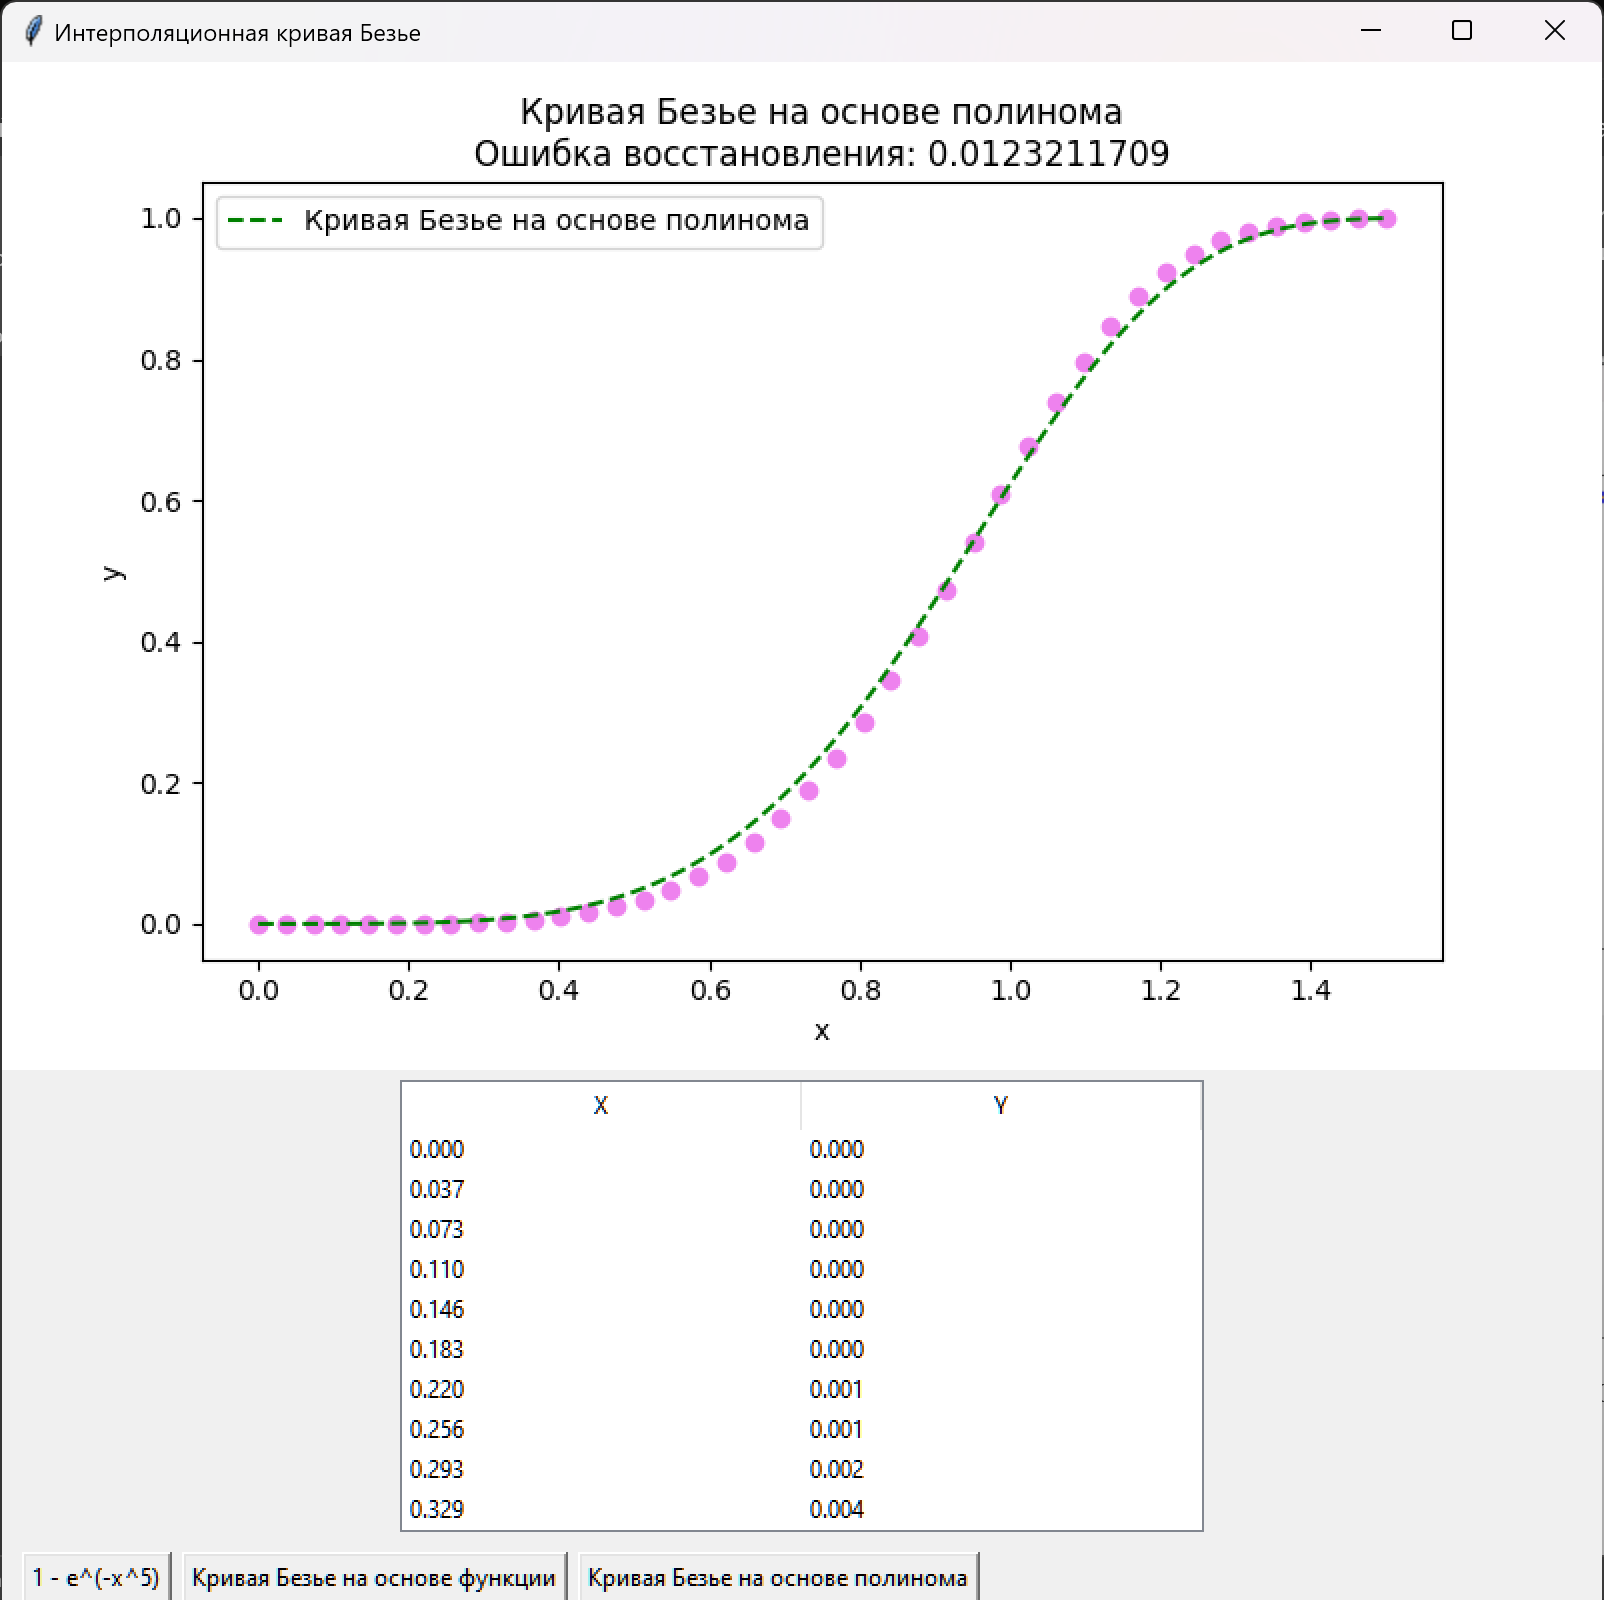 Интерполяционная кривая Безье
Кривая Безье на основе полинома
Ошибка восстановления: 0.0123211709
Кривая Безье на основе полинома
1.0
0.8
0.6
0.4
0.2
0.0
y
0.0 0.2 0.4 0.6 0.8 1.0 1.2 1.4
x
X Y
0.000 0.000
0.037 0.000
0.073 0.000
0.110 0.000
0.146 0.000
0.183 0.000
0.220 0.001
0.256 0.001
0.293 0.002
0.329 0.004
1 - e^(-x^5) Кривая Безье на основе функции Кривая Безье на основе полинома